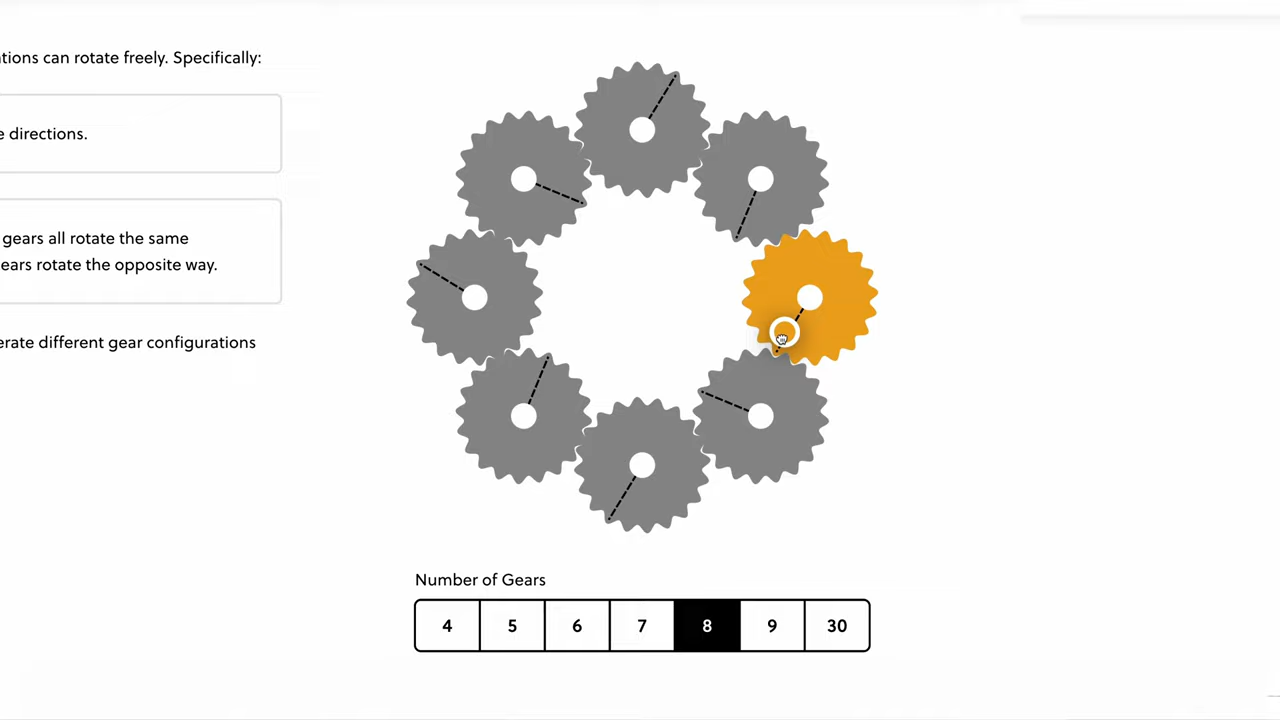 tions can rotate freely. Specifically:
e directions.
gears all rotate the same
ears rotate the opposite way.
erate different gear configurations
Number of Gears
4 5 6 7 8 9 30